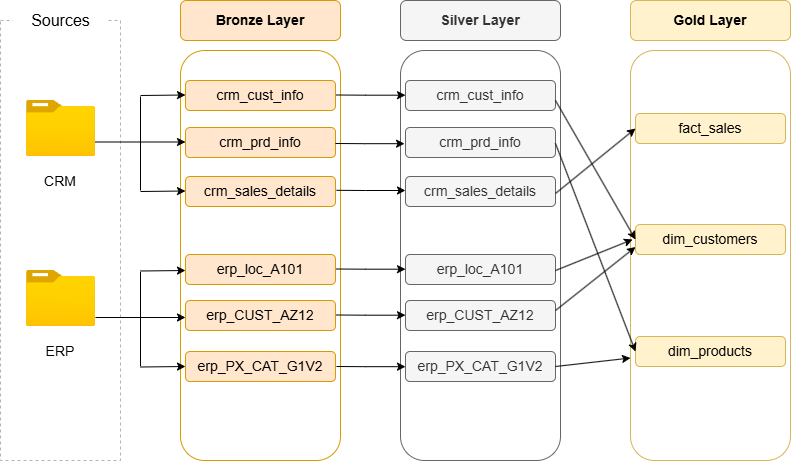 Sources
Bronze Layer
Silver Layer
Gold Layer
CRM
ERP
crm_cust_info
crm_prd_info
crm_sales_details
erp_loc_A101
erp_CUST_AZ12
erp_PX_CAT_G1V2
crm_cust_info
crm_prd_info
crm_sales_details
erp_loc_A101
erp_CUST_AZ12
erp_PX_CAT_G1V2
fact_sales
dim_customers
dim_products